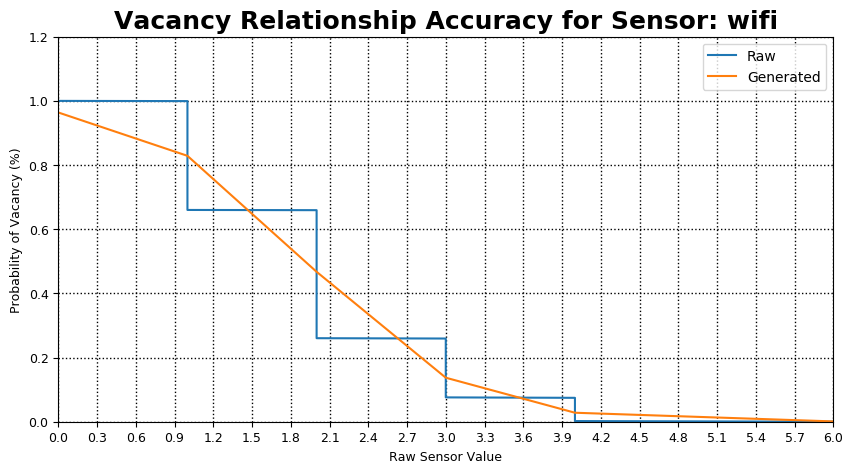 Vacancy Relationship Accuracy for Sensor: wifi
Raw
Generated
Probability of Vacancy (%)
1.2
1.0
0.8
0.6
0.4
0.2
0.0
0.0 0.3 0.6 0.9 1.2 1.5 1.8 2.1 2.4 2.7 3.0 3.3 3.6 3.9 4.2 4.5 4.8 5.1 5.4 5.7 6.0
Raw Sensor Value